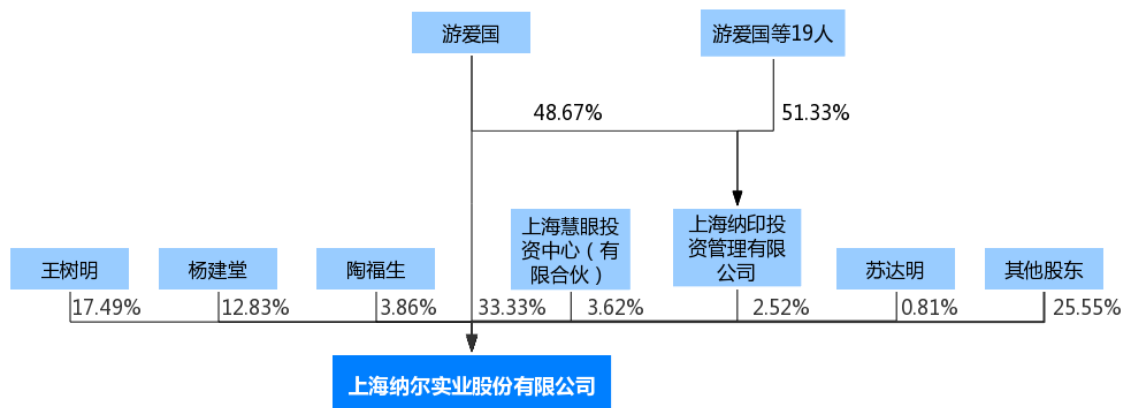 游爱国
游爱国等19人
48.67%
51.33%
上海慧眼投
资中心（有
限合伙）
上海纳印投
资管理有限
公司
王树明
杨建堂
陶福生
苏达明
其他股东
17.49%
12.83%
3.86%
33.33%
3.62%
2.52%
0.81%
25.55%
上海纳尔实业股份有限公司